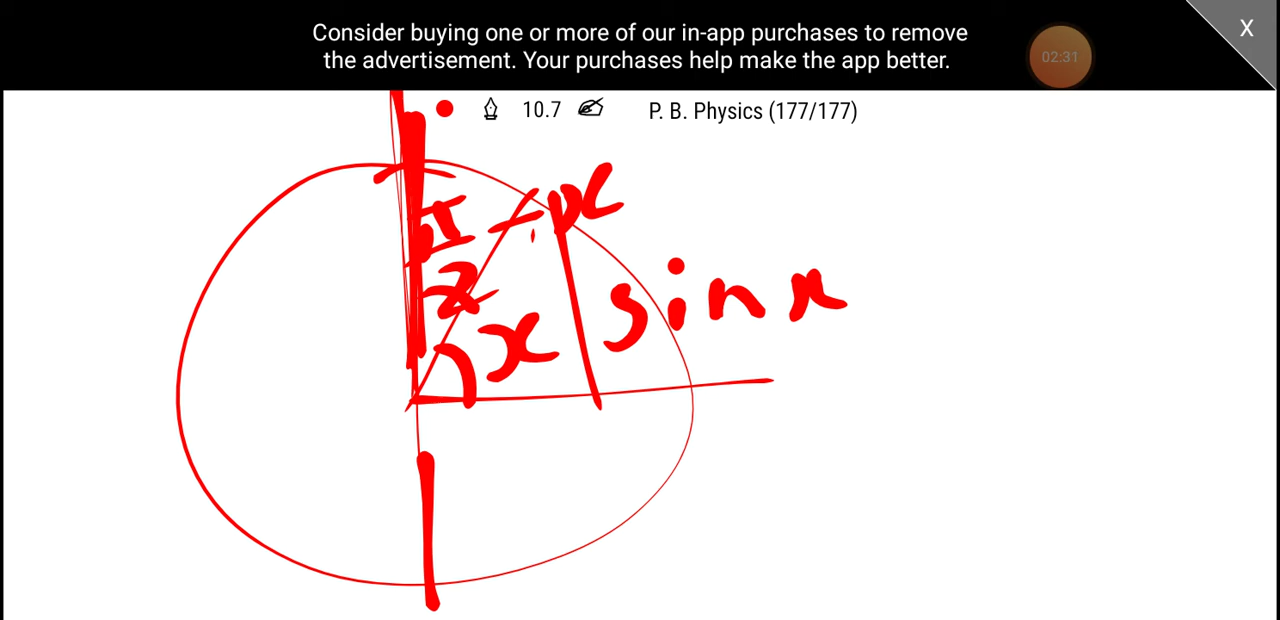 Consider buying one or more of our in-app purchases to remove
the advertisement. Your purchases help make the app better.
02:31
X
10.7
P. B. Physics (177/177)
π/2 - x
x
sin x